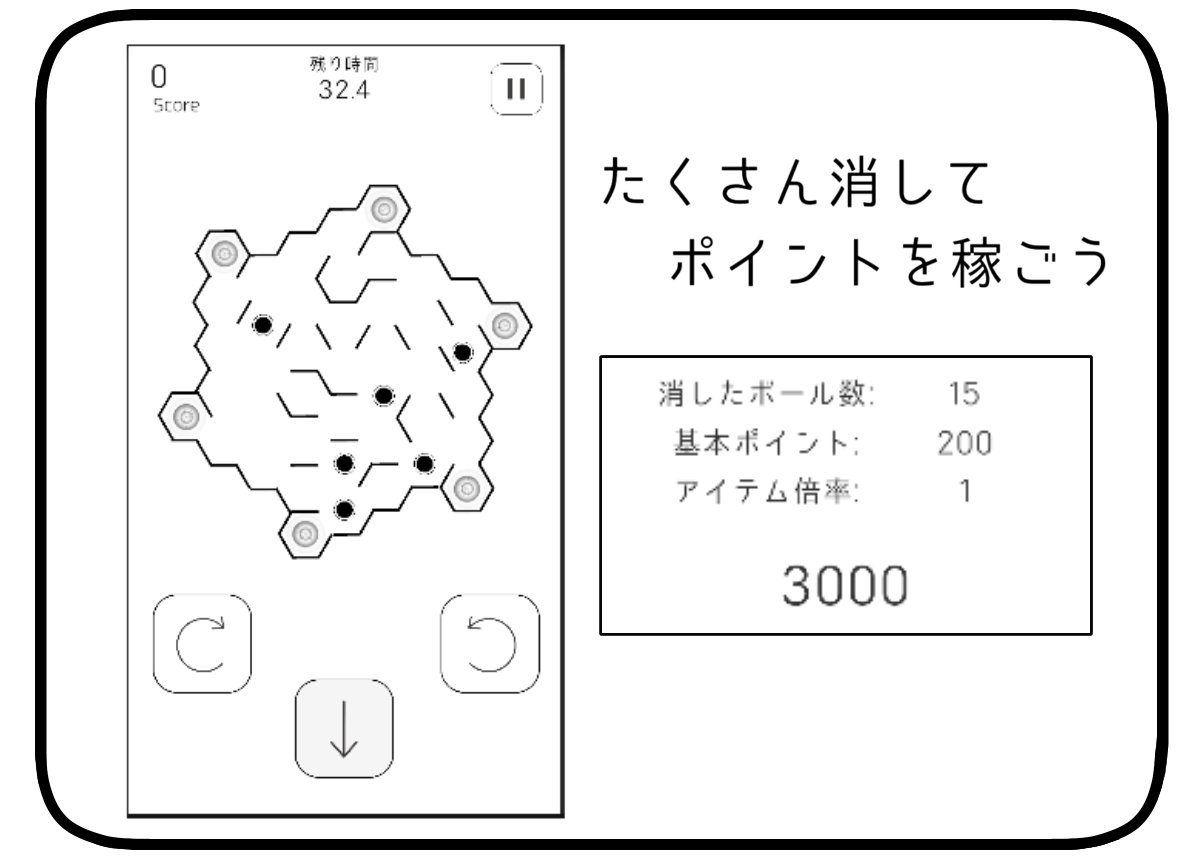 0
Score
残り時間
32.4
たくさん消して
ポイントを稼ごう
消したボール数: 15
基本ポイント: 200
アイテム倍率: 1
3000